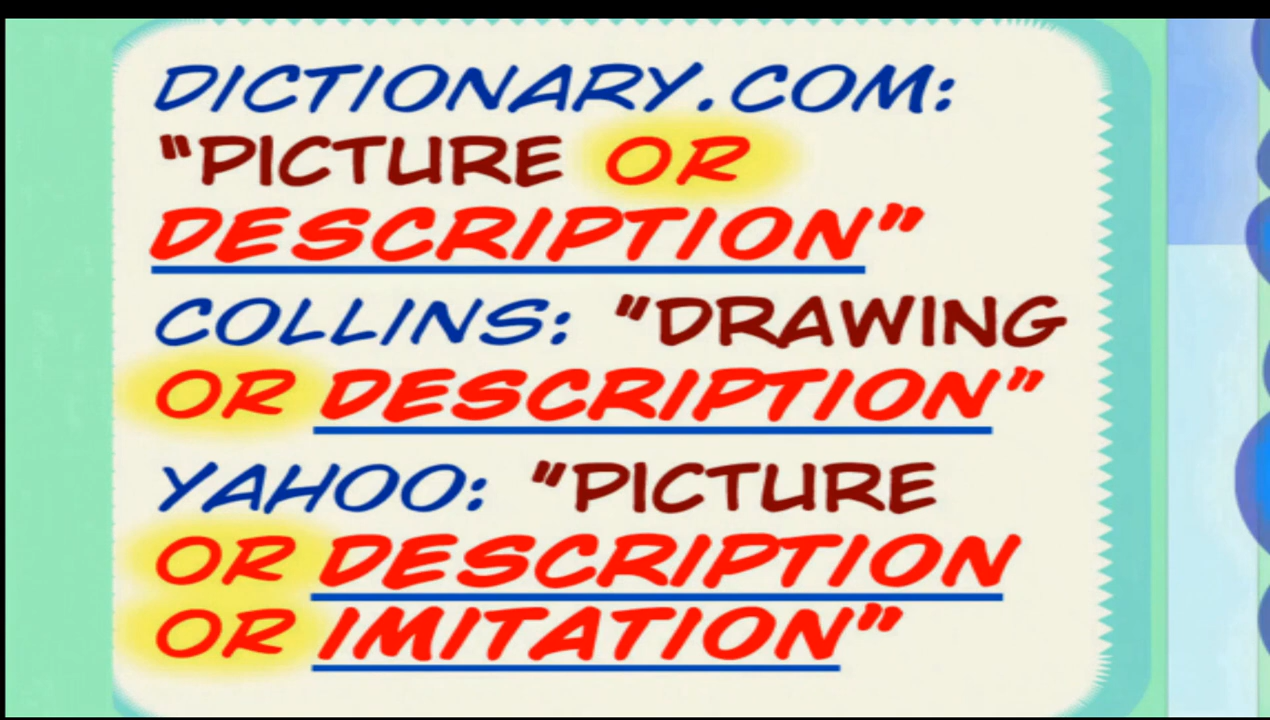 DICTIONARY.COM:
"PICTURE OR
DESCRIPTION"
COLLINS: "DRAWING
OR DESCRIPTION"
YAHOO: "PICTURE
OR DESCRIPTION
OR IMITATION"